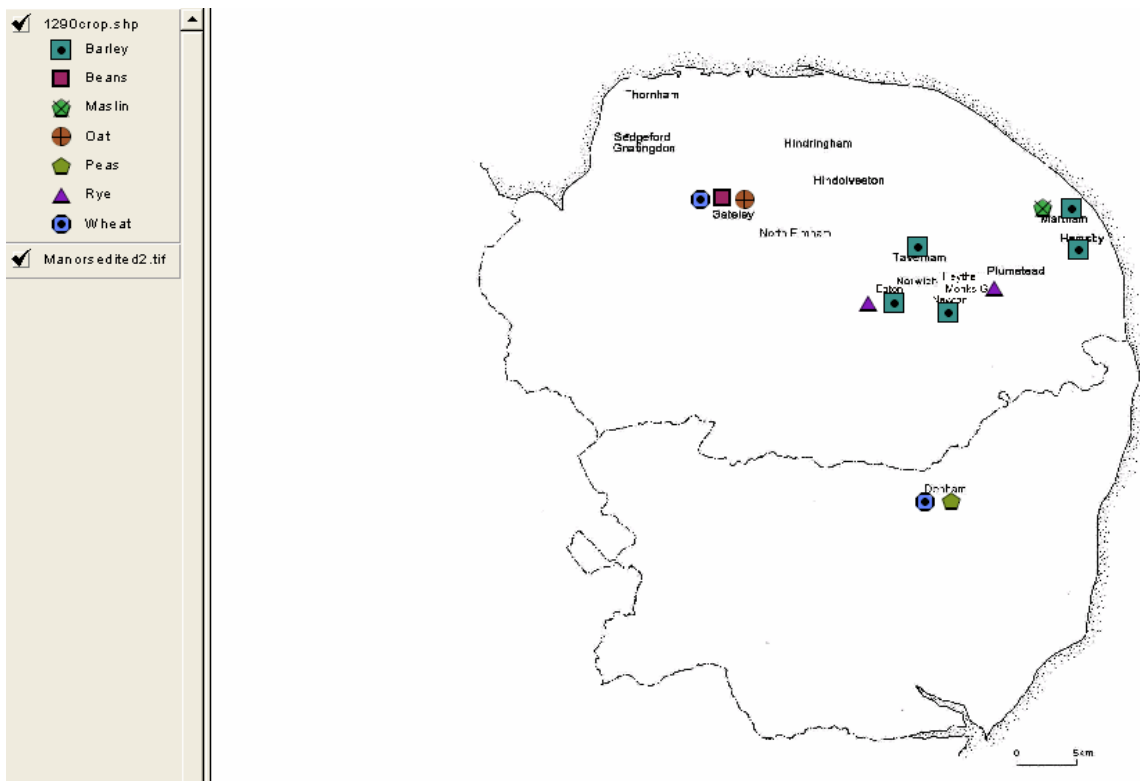 1290crop.shp
Barley
Beans
Maslin
Oat
Peas
Rye
Wheat
Manorsedited2.tif
Thornham
Sedgeford
Gnatingdon
Hindringham
Hindolveston
Gateley
North Elmham
Martham
Hemsby
Taverham
Plumstead
Norwich
Eaton
Monks G
Newton
Denham
0 5km